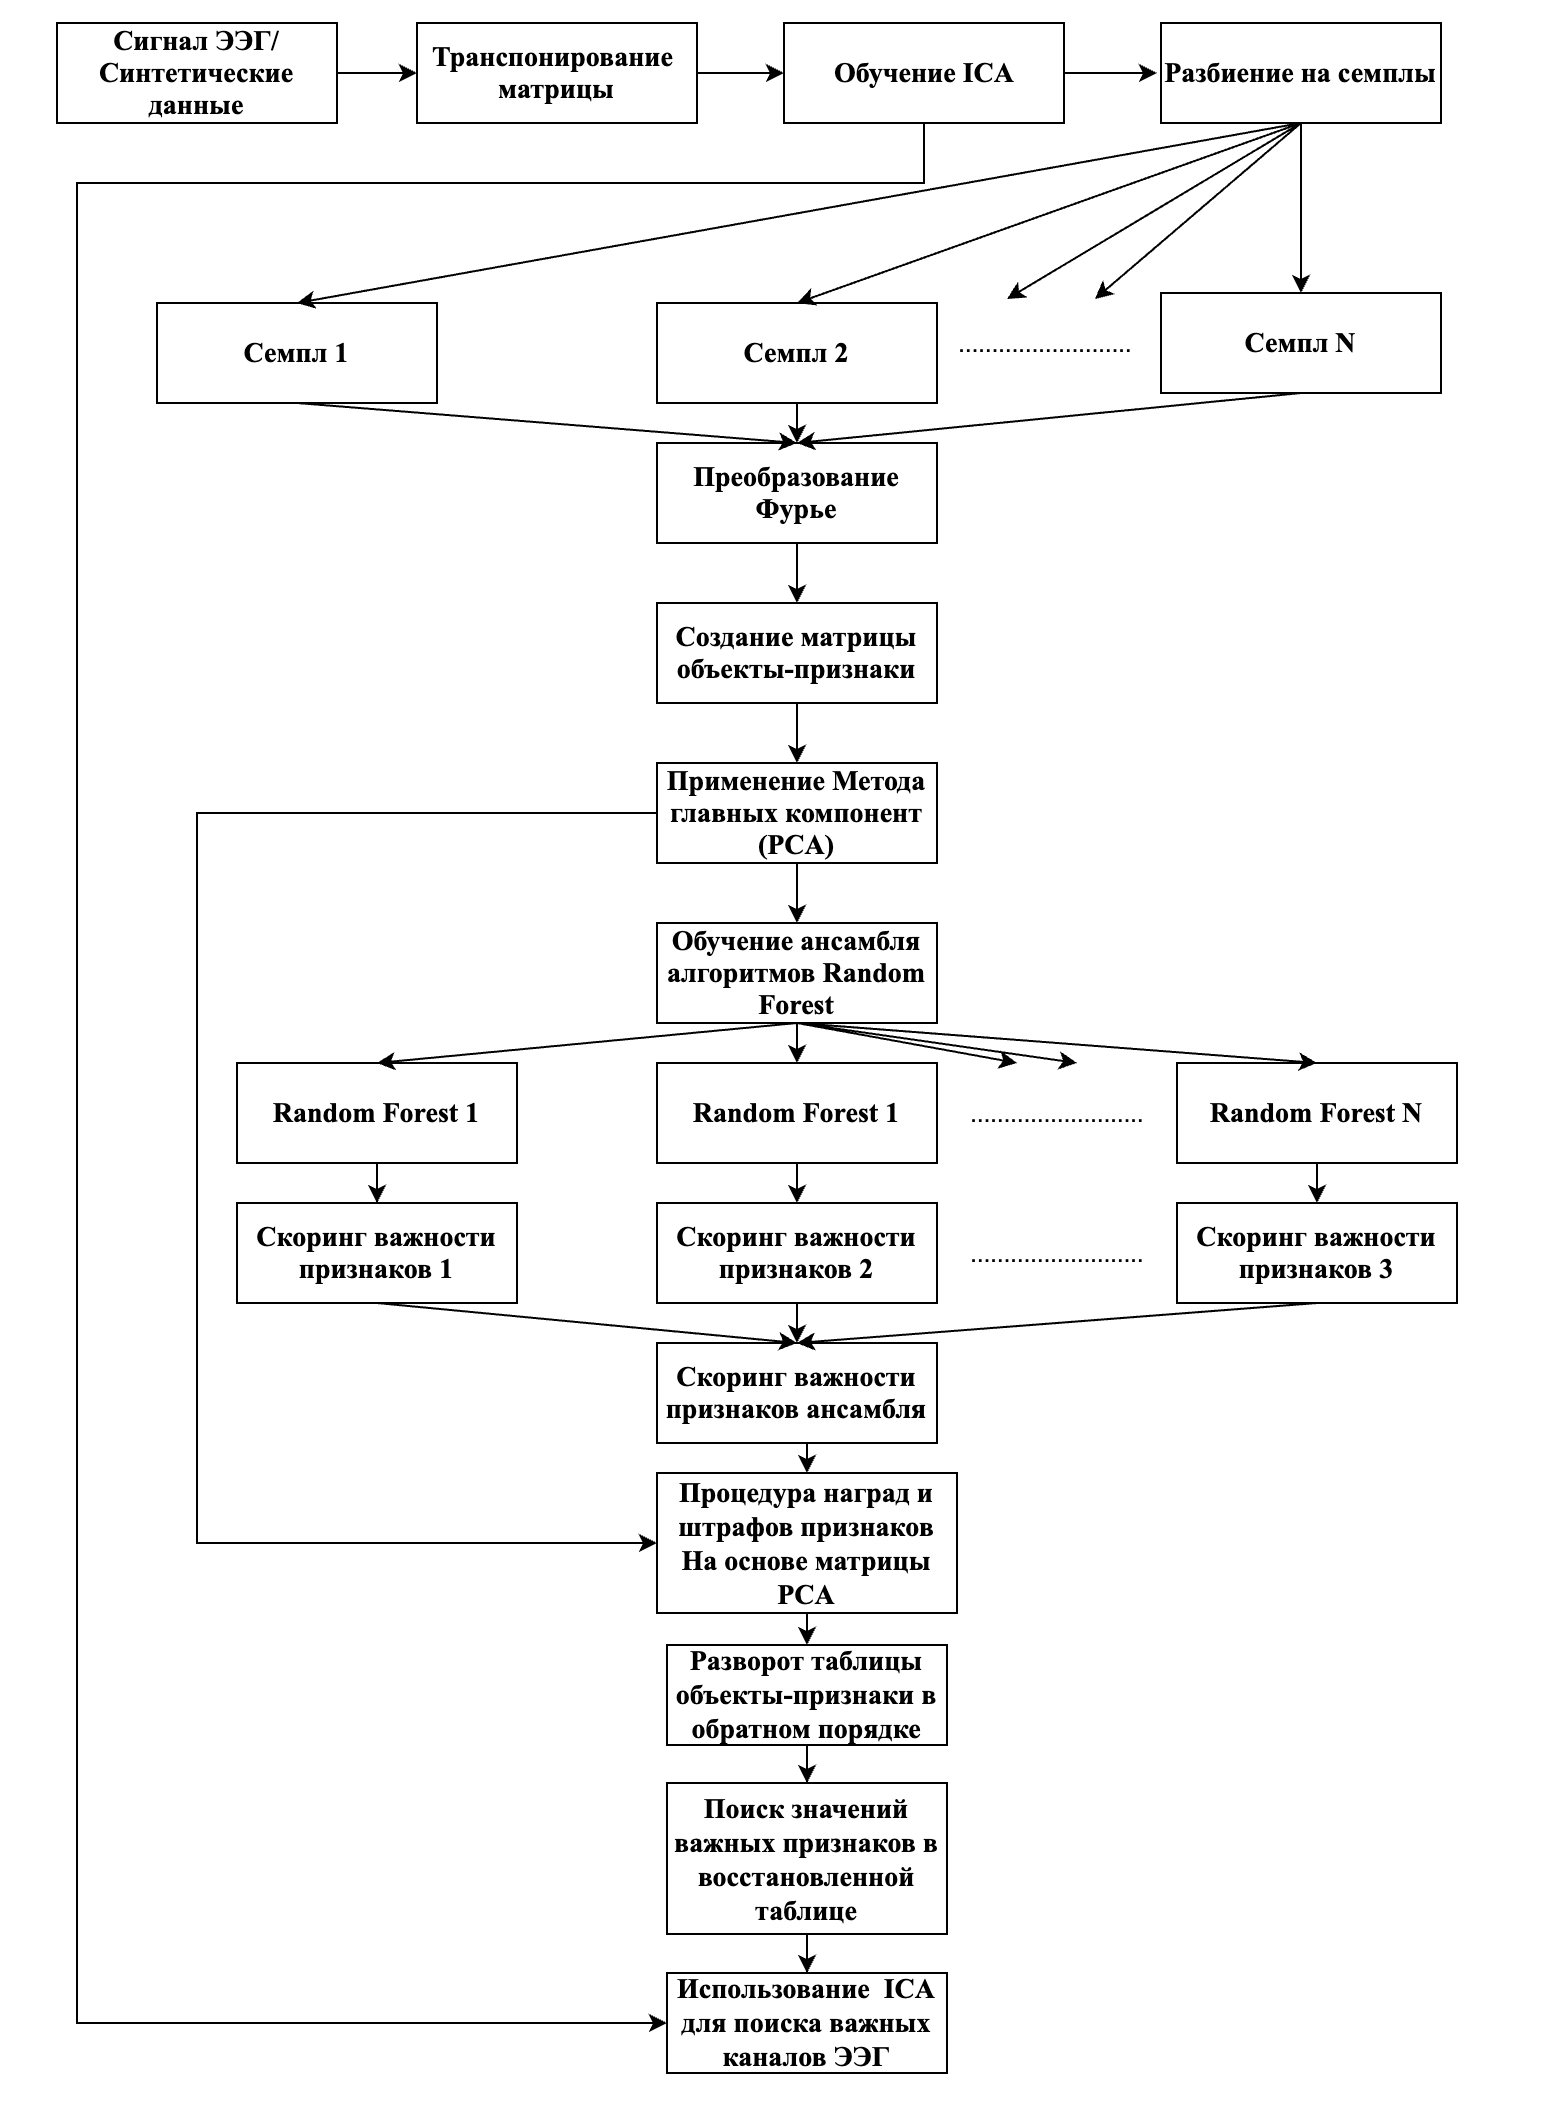 Сигнал ЭЭГ/
Синтетические
данные
Транспонирование
матрицы
Обучение ICA
Разбиение на семплы
Семпл 1
Семпл 2
..........................
Семпл N
Преобразование
Фурье
Создание матрицы
объекты-признаки
Применение Метода
главных компонент
(PCA)
Обучение ансамбля
алгоритмов Random
Forest
Random Forest 1
Random Forest 1
..........................
Random Forest N
Скоринг важности
признаков 1
Скоринг важности
признаков 2
..........................
Скоринг важности
признаков 3
Скоринг важности
признаков ансамбля
Процедура наград и
штрафов признаков
На основе матрицы
PCA
Разворот таблицы
объекты-признаки в
обратном порядке
Поиск значений
важных признаков в
восстановленной
таблице
Использование  ICA
для поиска важных
каналов ЭЭГ